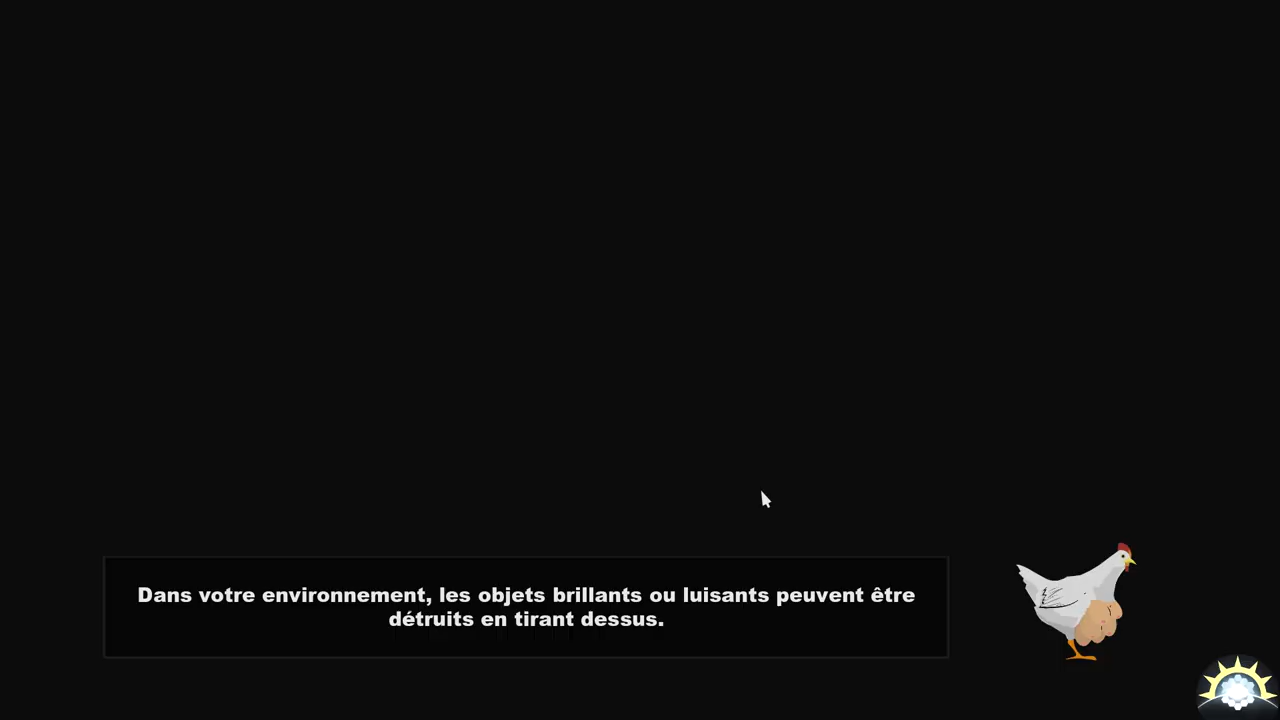 Dans votre environnement, les objets brillants ou luisants peuvent être
détruits en tirant dessus.